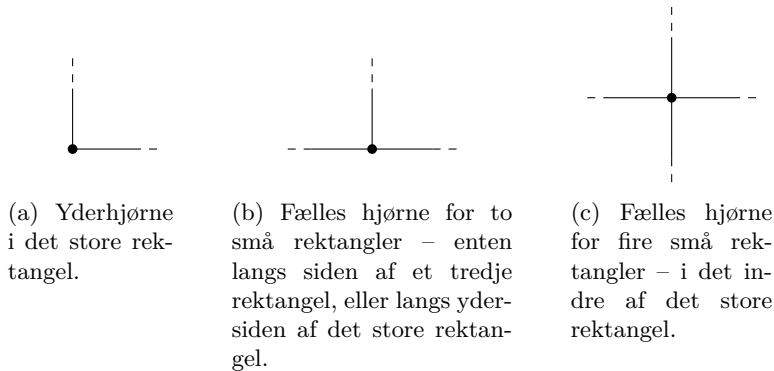 (a) Yderhjørne
i det store rek-
tangel.
(b) Fælles hjørne for to
små rektangler – enten
langs siden af et tredje
rektangel, eller langs yder-
siden af det store rektan-
gel.
(c) Fælles hjørne
for fire små rek-
tangler – i det in-
dre af det store
rektangel.